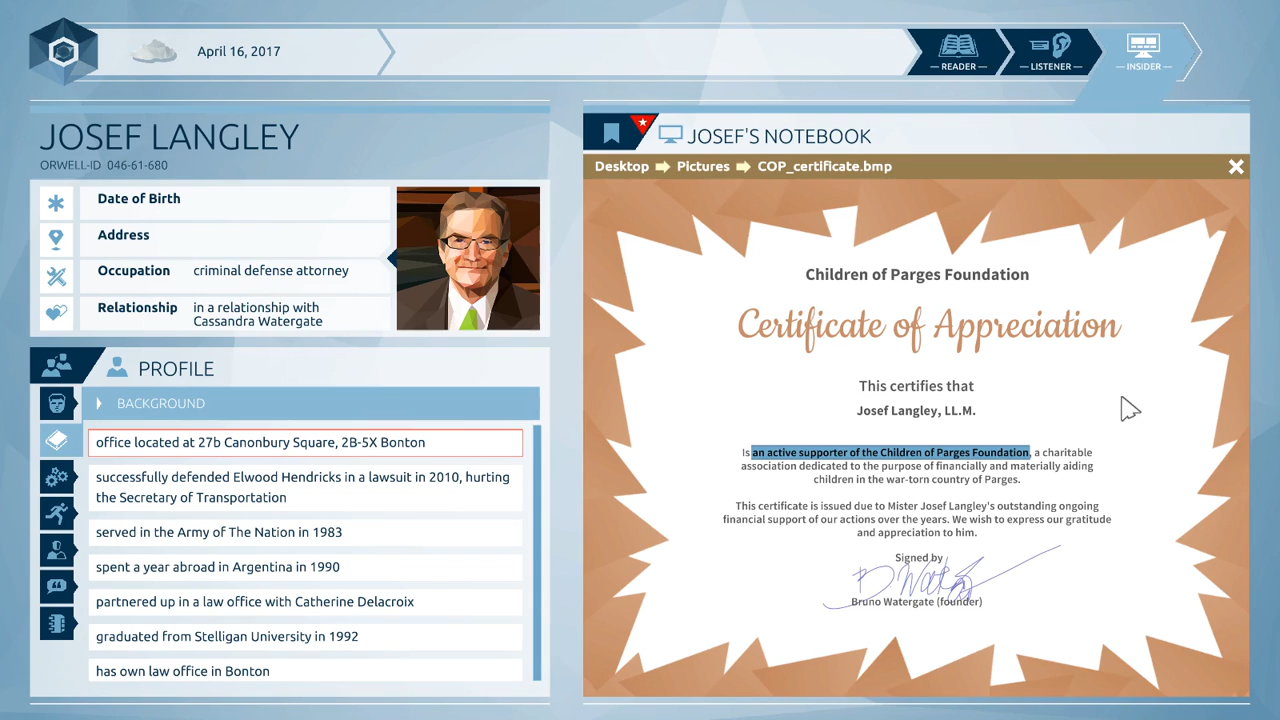 April 16, 2017
— READER —
— LISTENER —
— INSIDER —
JOSEF LANGLEY
ORWELL-ID 046-61-680
Date of Birth
Address
Occupation criminal defense attorney
Relationship in a relationship with
Cassandra Watergate
PROFILE
BACKGROUND
office located at 27b Canonbury Square, 2B-5X Bonton
successfully defended Elwood Hendricks in a lawsuit in 2010, hurting
the Secretary of Transportation
served in the Army of The Nation in 1983
spent a year abroad in Argentina in 1990
partnered up in a law office with Catherine Delacroix
graduated from Stelligan University in 1992
has own law office in Bonton
JOSEF'S NOTEBOOK
Desktop Pictures COP_certificate.bmp
Children of Parges Foundation
Certificate of Appreciation
This certifies that
Josef Langley, LL.M.
Is an active supporter of the Children of Parges Foundation, a charitable
association dedicated to the purpose of financially and materially aiding
children in the war-torn country of Parges.
This certificate is issued due to Mister Josef Langley's outstanding ongoing
financial support of our actions over the years. We wish to express our gratitude
and appreciation to him.
Signed by
Bruno Watergate (founder)